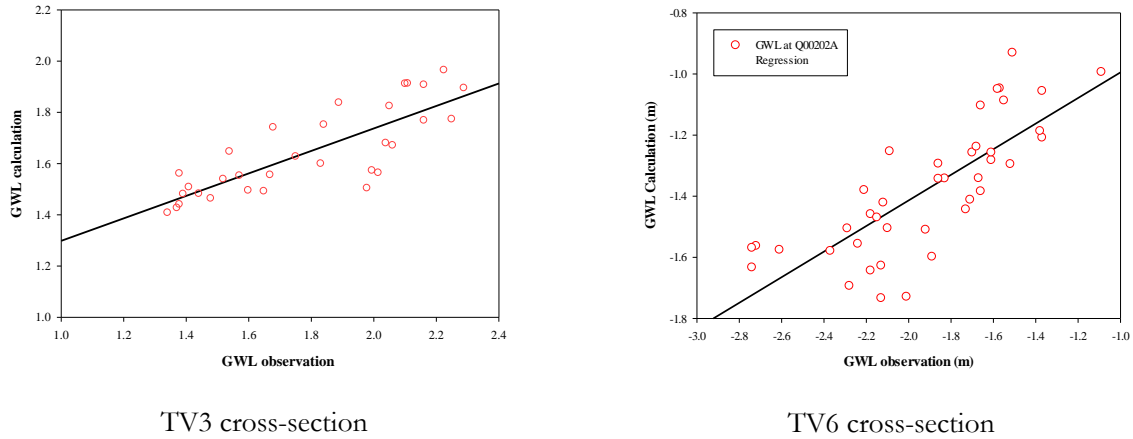 2.2
2.0
1.8
1.6
1.4
1.2
1.0
GWL calculation
1.0 1.2 1.4 1.6 1.8 2.0 2.2 2.4
GWL observation
TV3 cross-section
-0.8
-1.0
-1.2
-1.4
-1.6
-1.8
GWL Calculation (m)
GWL at Q00202A
Regression
-3.0 -2.8 -2.6 -2.4 -2.2 -2.0 -1.8 -1.6 -1.4 -1.2 -1.0
GWL observation (m)
TV6 cross-section